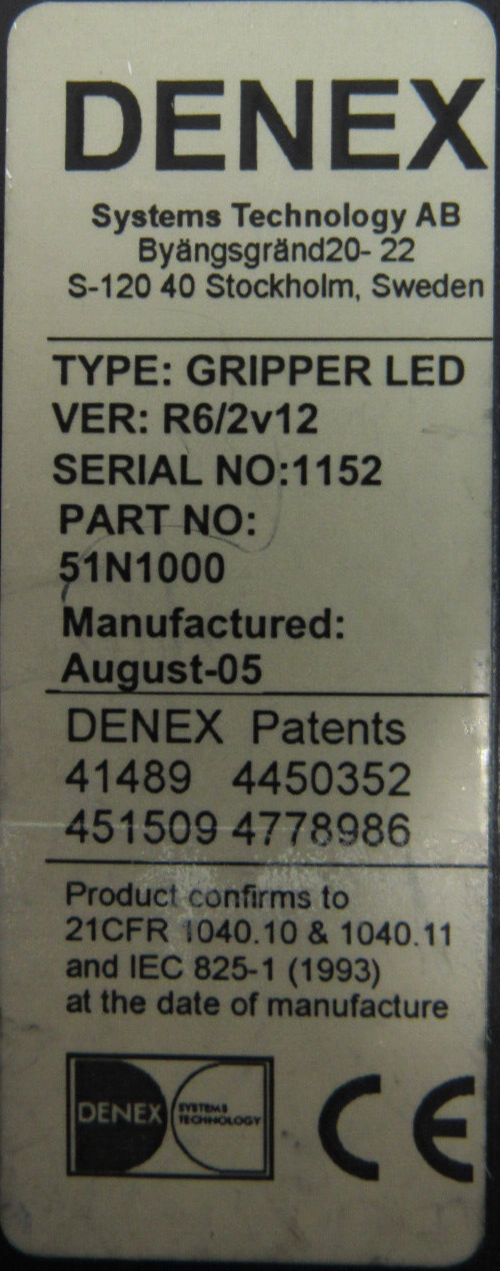 DENEX
Systems Technology AB
Byängsgränd20- 22
S-120 40 Stockholm, Sweden
TYPE: GRIPPER LED
VER: R6/2v12
SERIAL NO:1152
PART NO:
51N1000
Manufactured:
August-05
DENEX Patents
41489 4450352
451509 4778986
Product confirms to
21CFR 1040.10 & 1040.11
and IEC 825-1 (1993)
at the date of manufacture
DENEX SYSTEMS TECHNOLOGY CE